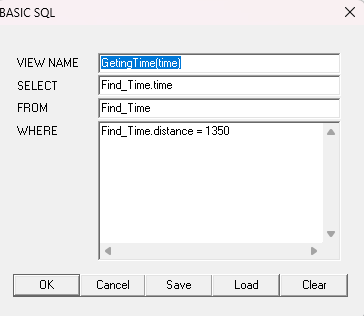 BASIC SQL
VIEW NAME GetingTime(time)
SELECT Find_Time.time
FROM Find_Time
WHERE Find_Time.distance = 1350
OK Cancel Save Load Clear